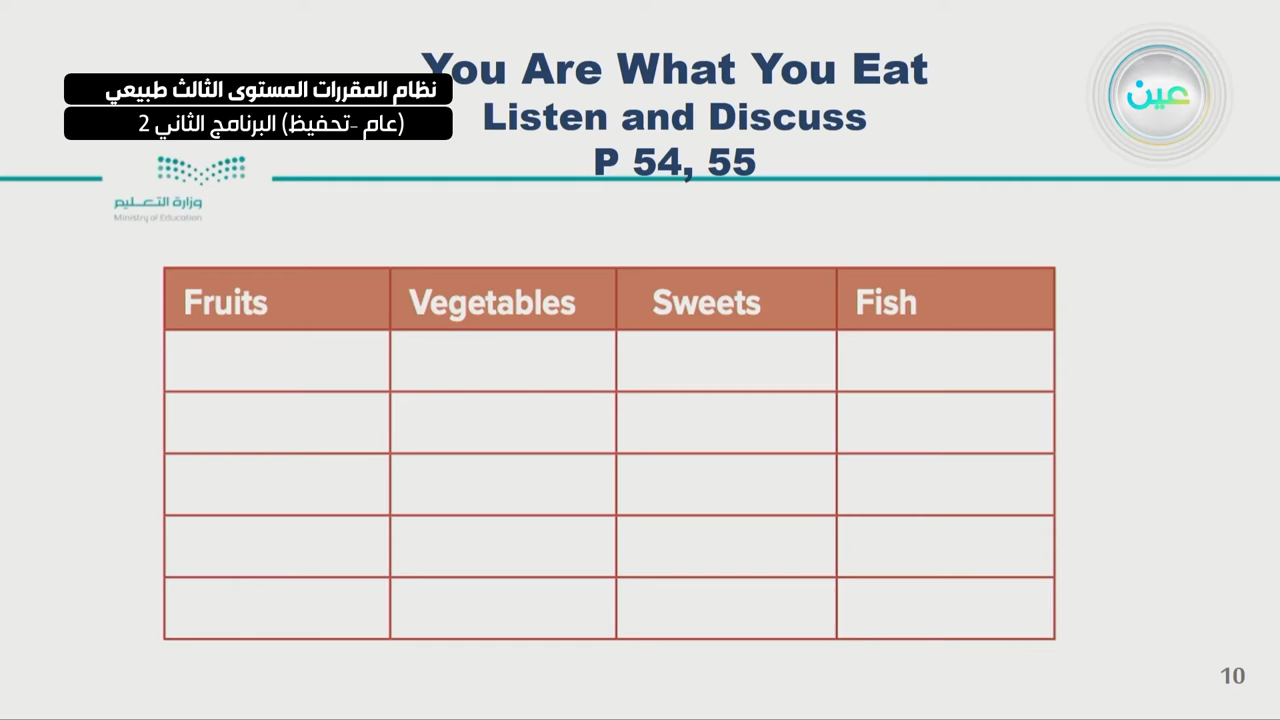 You Are What You Eat
Listen and Discuss
P 54, 55
نظام المقررات المستوى الثالث طبيعي
(عام -تحفيظ) البرنامج الثاني 2
عين
وزارة التعليم
Ministry of Education
Fruits Vegetables Sweets Fish
10